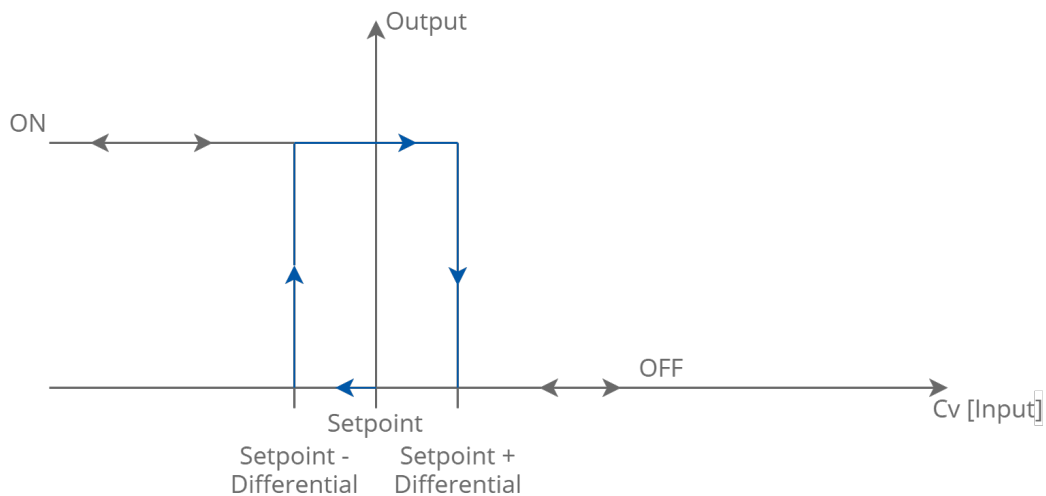 Output
ON
OFF
Cv [Input]
Setpoint
Setpoint -
Differential
Setpoint +
Differential